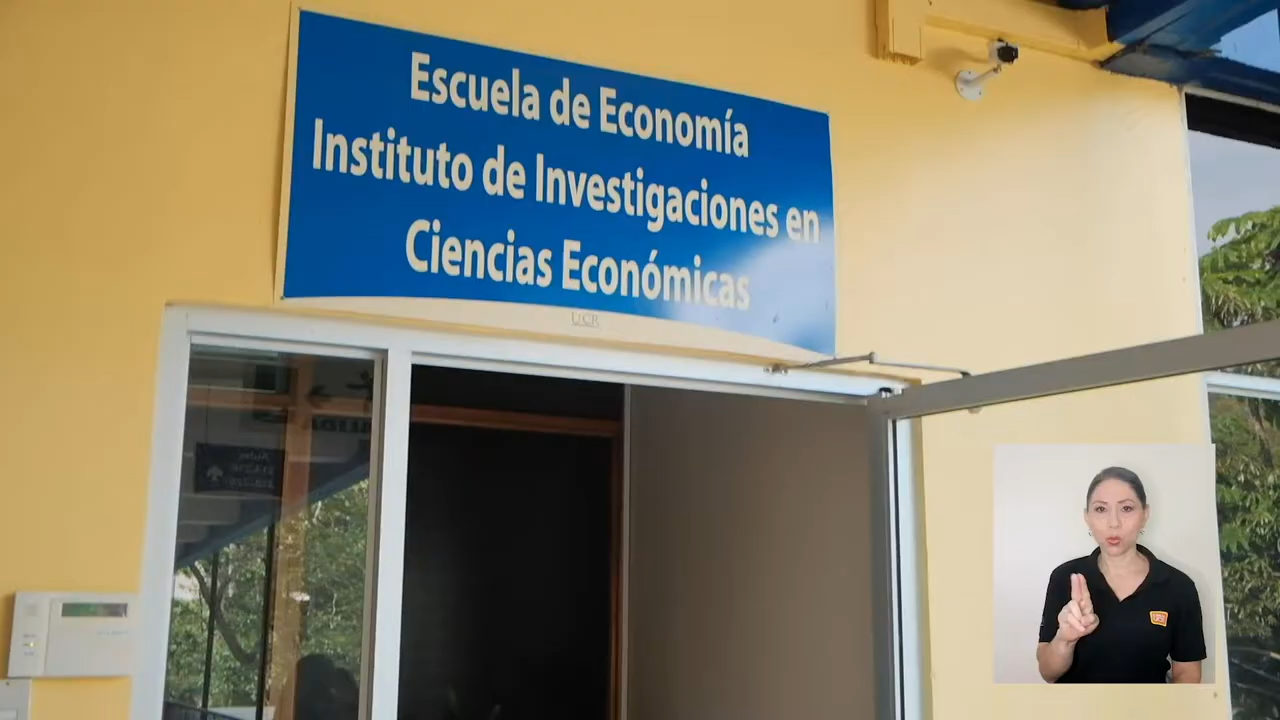 Escuela de Economía
Instituto de Investigaciones en
Ciencias Económicas
UCR